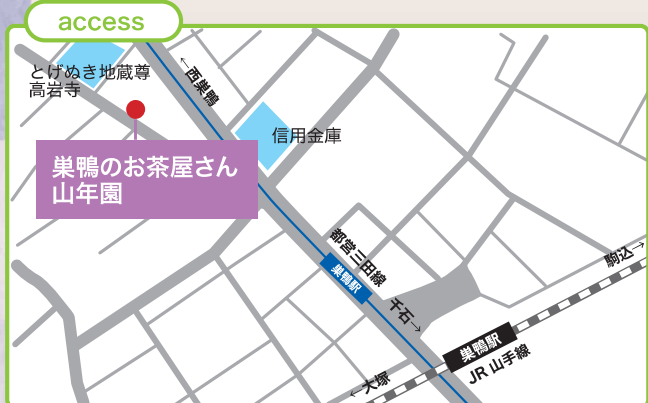 access
とげぬき地蔵尊
高岩寺
←西巣鴨
信用金庫
巣鴨のお茶屋さん
山年園
都営三田線
巣鴨駅
千石→
駒込→
巣鴨駅
JR 山手線
←大塚